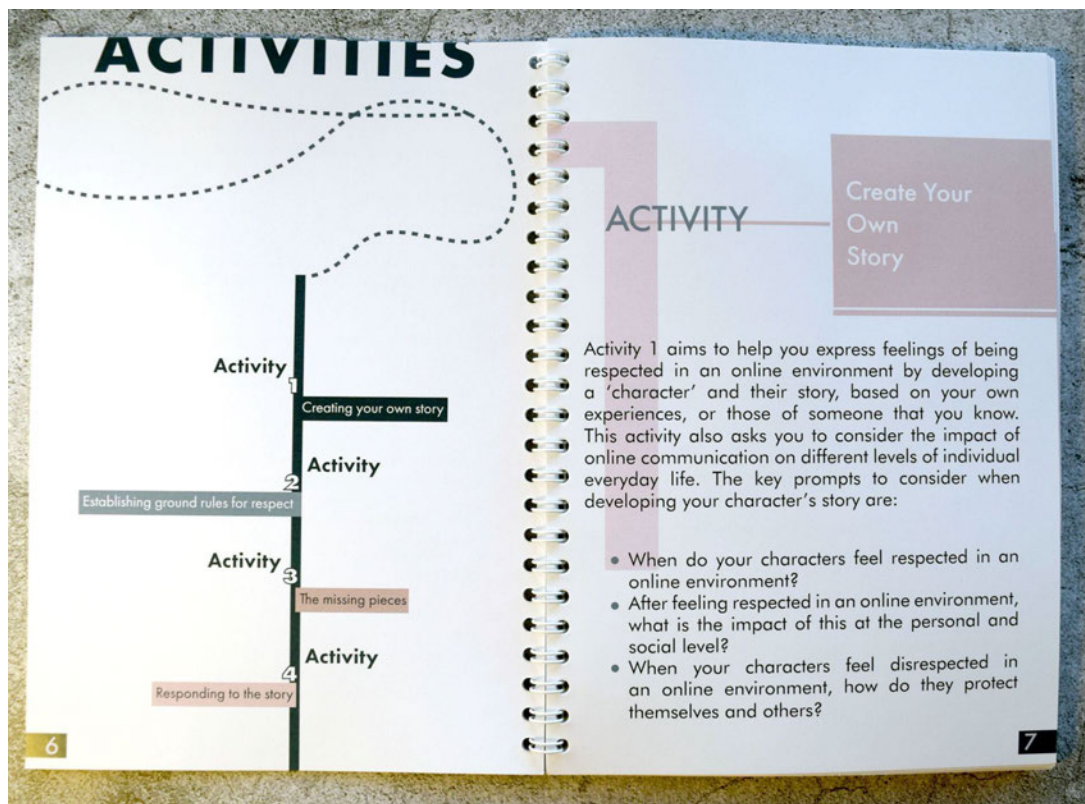 ACTIVITIES
Activity
1
Creating your own story
Activity
2
Establishing ground rules for respect
Activity
3
The missing pieces
Activity
4
Responding to the story
6
1
ACTIVITY
Create Your
Own
Story
Activity 1 aims to help you express feelings of being
respected in an online environment by developing
a ‘character’ and their story, based on your own
experiences, or those of someone that you know.
This activity also asks you to consider the impact of
online communication on different levels of individual
everyday life. The key prompts to consider when
developing your character’s story are:
• When do your characters feel respected in an
online environment?
• After feeling respected in an online environment,
what is the impact of this at the personal and
social level?
• When your characters feel disrespected in
an online environment, how do they protect
themselves and others?
7